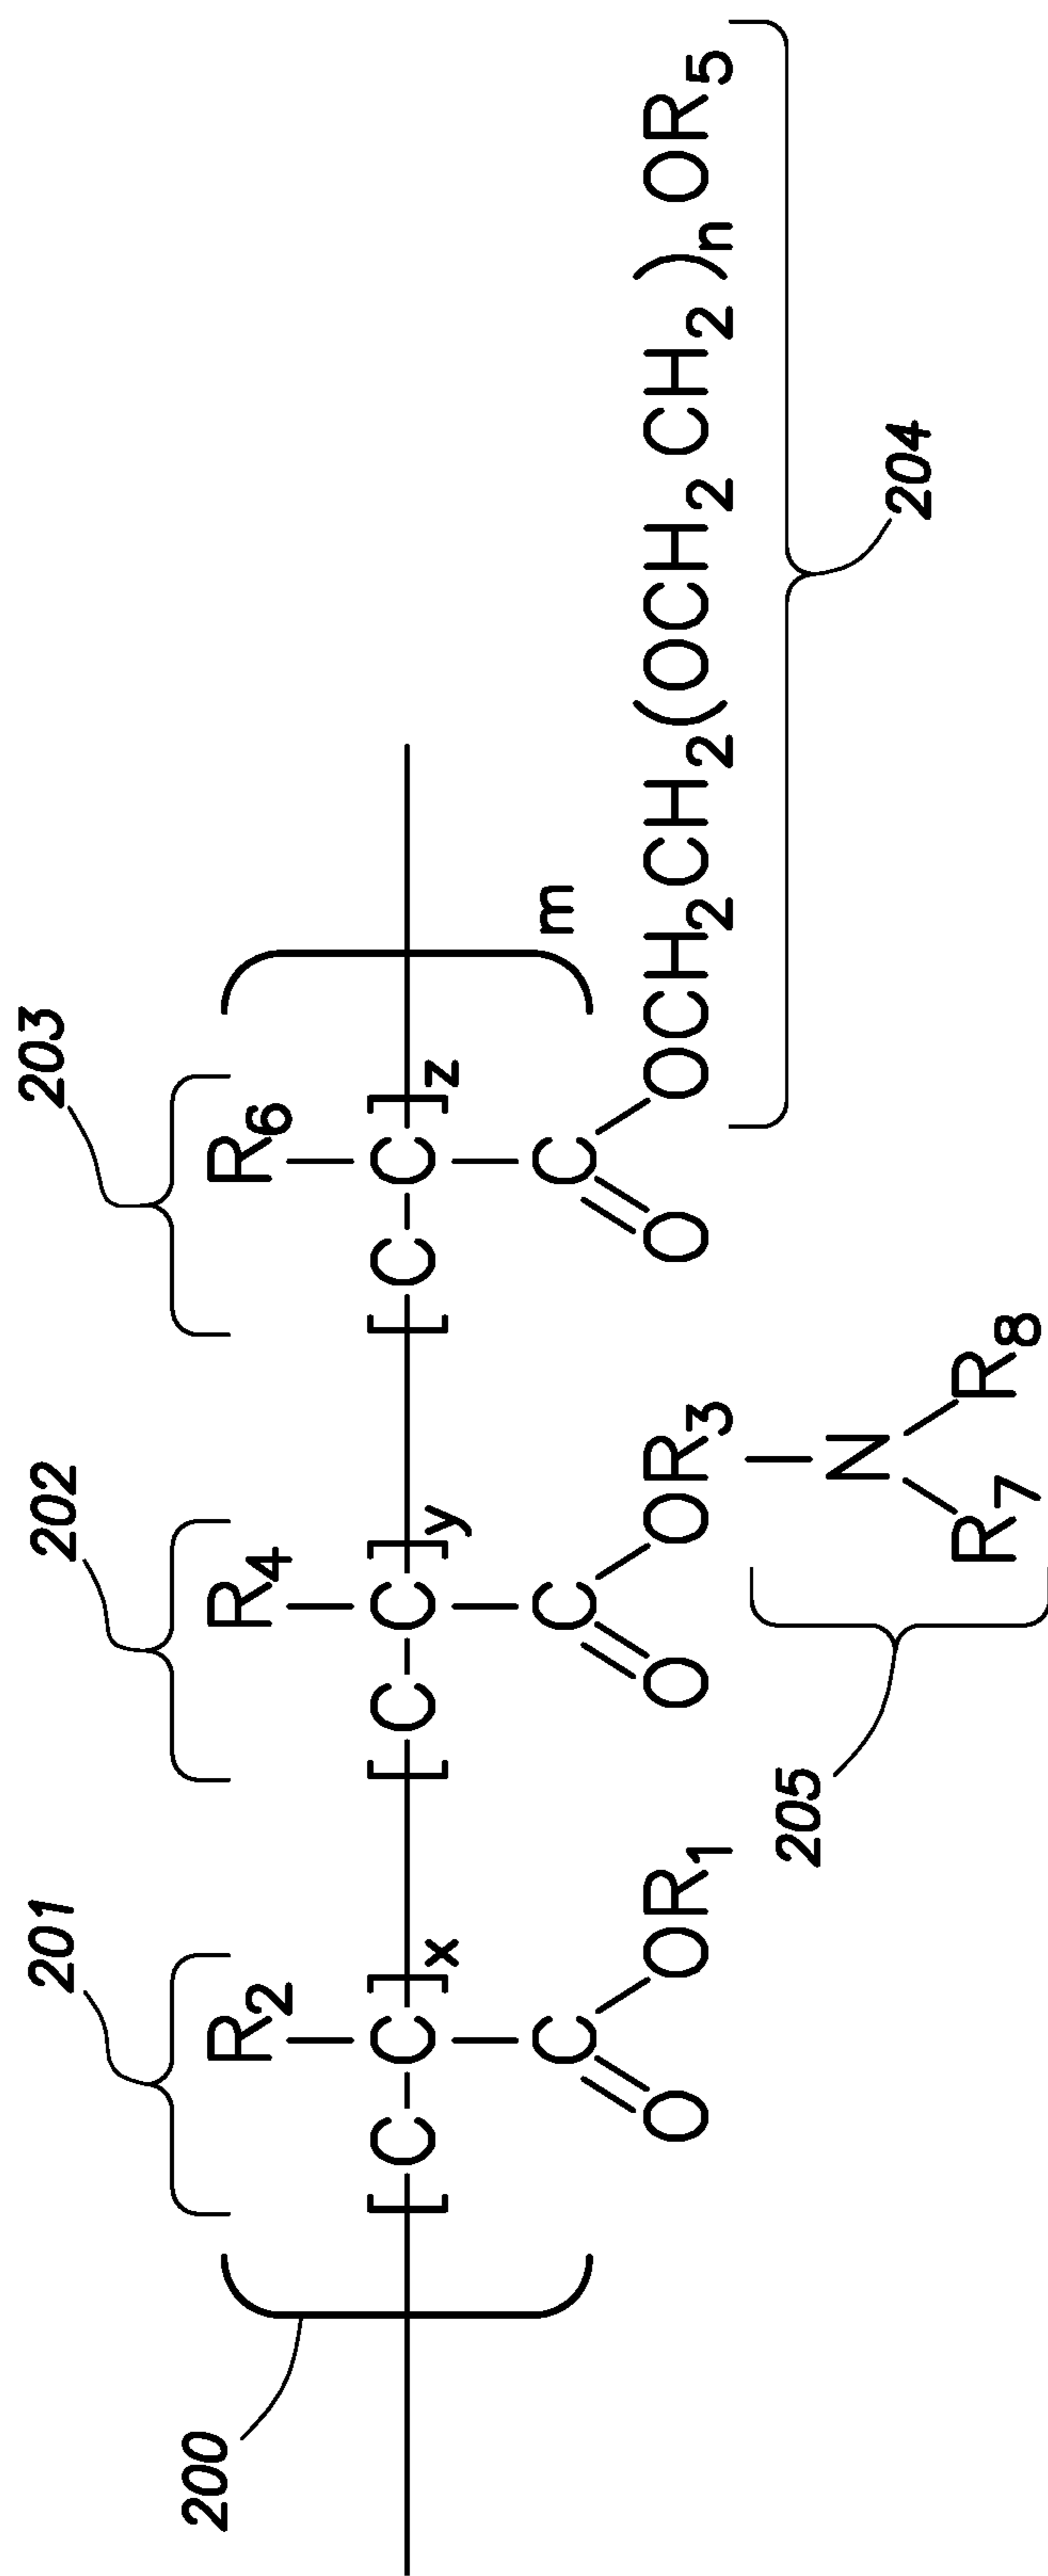 201
202
203
R2
R4
R6
200
[C-C]x
[C-C]y
[C-C]z
m
C
C
C
O
OR1
O
OR3
O
OCH2CH2(OCH2CH2)nOR5
N
R7
R8
205
204